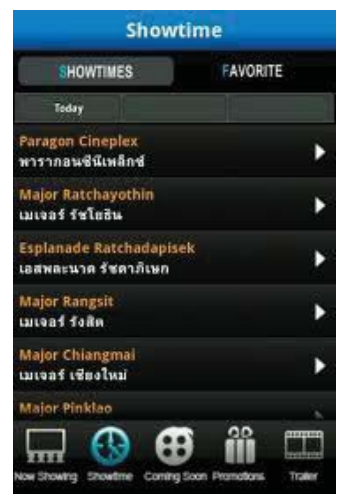 Showtime
SHOWTIMES FAVORITE
Today
Paragon Cineplex
พารากอนซีนีเพล็กซ์
Major Ratchayothin
เมเจอร์ รัชโยธิน
Esplanade Ratchadapisek
เอสพละนาด รัชดาภิเษก
Major Rangsit
เมเจอร์ รังสิต
Major Chiangmai
เมเจอร์ เชียงใหม่
Major Pinklao
Now Showing Showtime Coming Soon Promotions Trailer